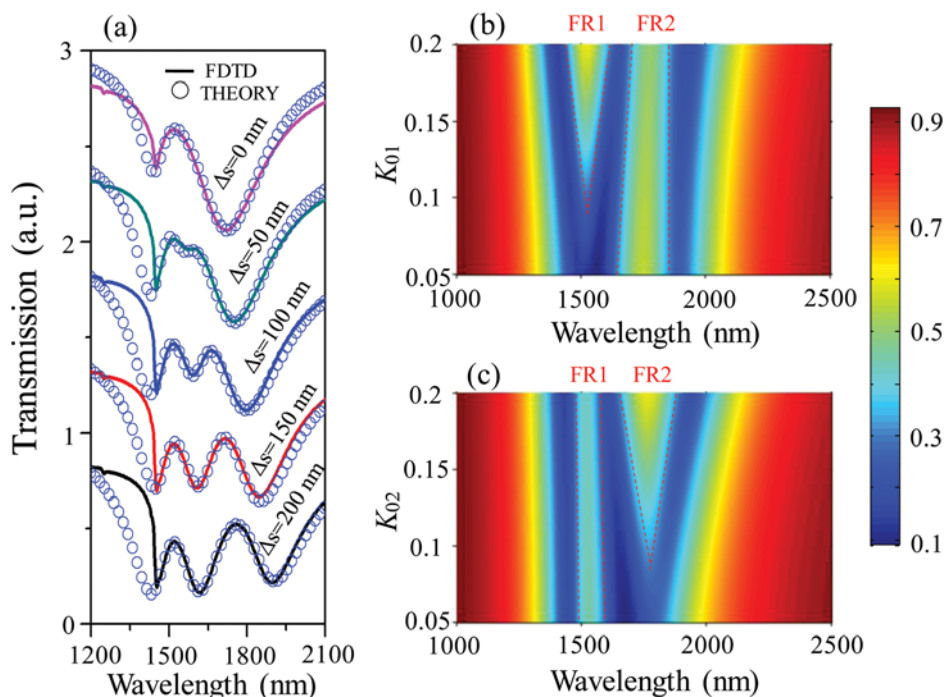 (a)
3
2
1
0
Transmission (a.u.)
FDTD
THEORY
Δs=0 nm
Δs=50 nm
Δs=100 nm
Δs=150 nm
Δs=200 nm
1200 1500 1800 2100
Wavelength (nm)
(b)
FR1 FR2
0.2
0.15
0.1
0.05
K01
1000 1500 2000 2500
Wavelength (nm)
(c)
FR1 FR2
0.2
0.15
0.1
0.05
K02
1000 1500 2000 2500
Wavelength (nm)
0.9
0.7
0.5
0.3
0.1